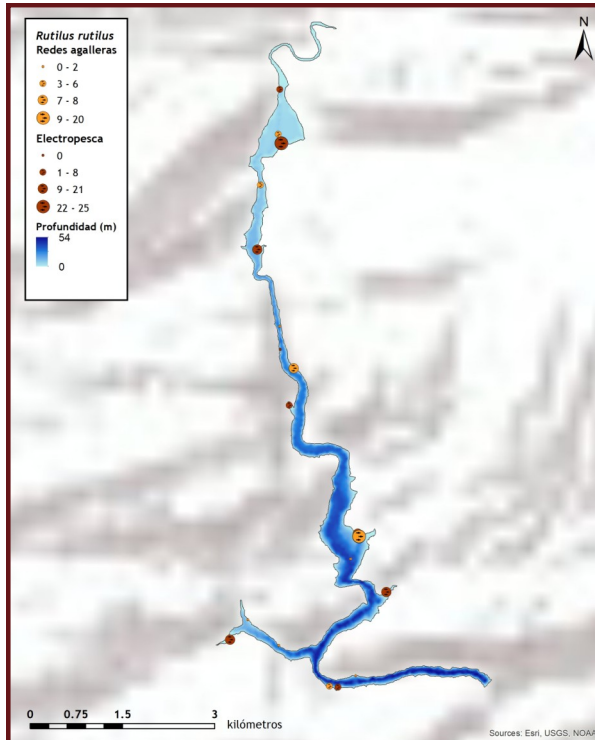 Rutilus rutilus
Redes agalleras
0 - 2
3 - 6
7 - 8
9 - 20
Electropesca
0
1 - 8
9 - 21
22 - 25
Profundidad (m)
54
0
N
0 0.75 1.5 3
kilómetros
Sources: Esri, USGS, NOAA